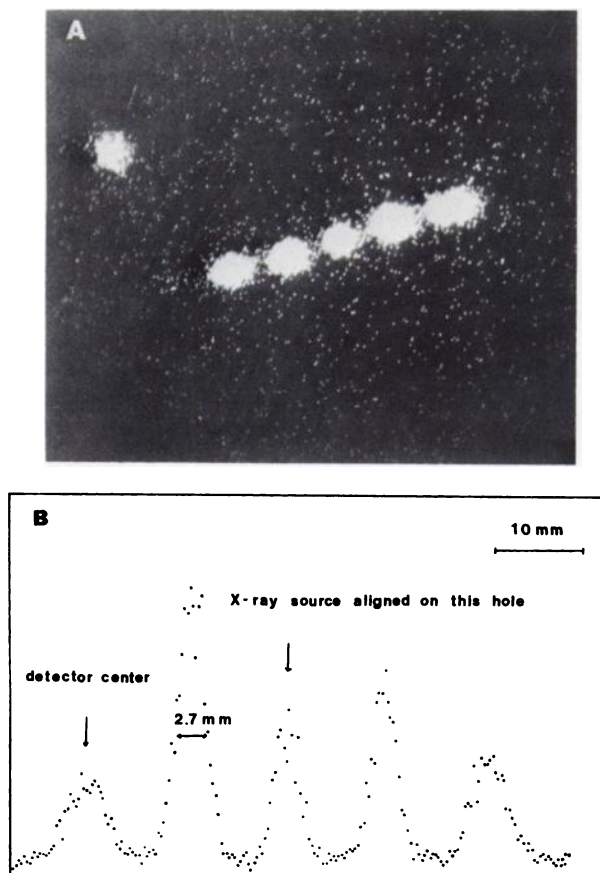 A
B
10 mm
X-ray source aligned on this hole
detector center
2.7 mm